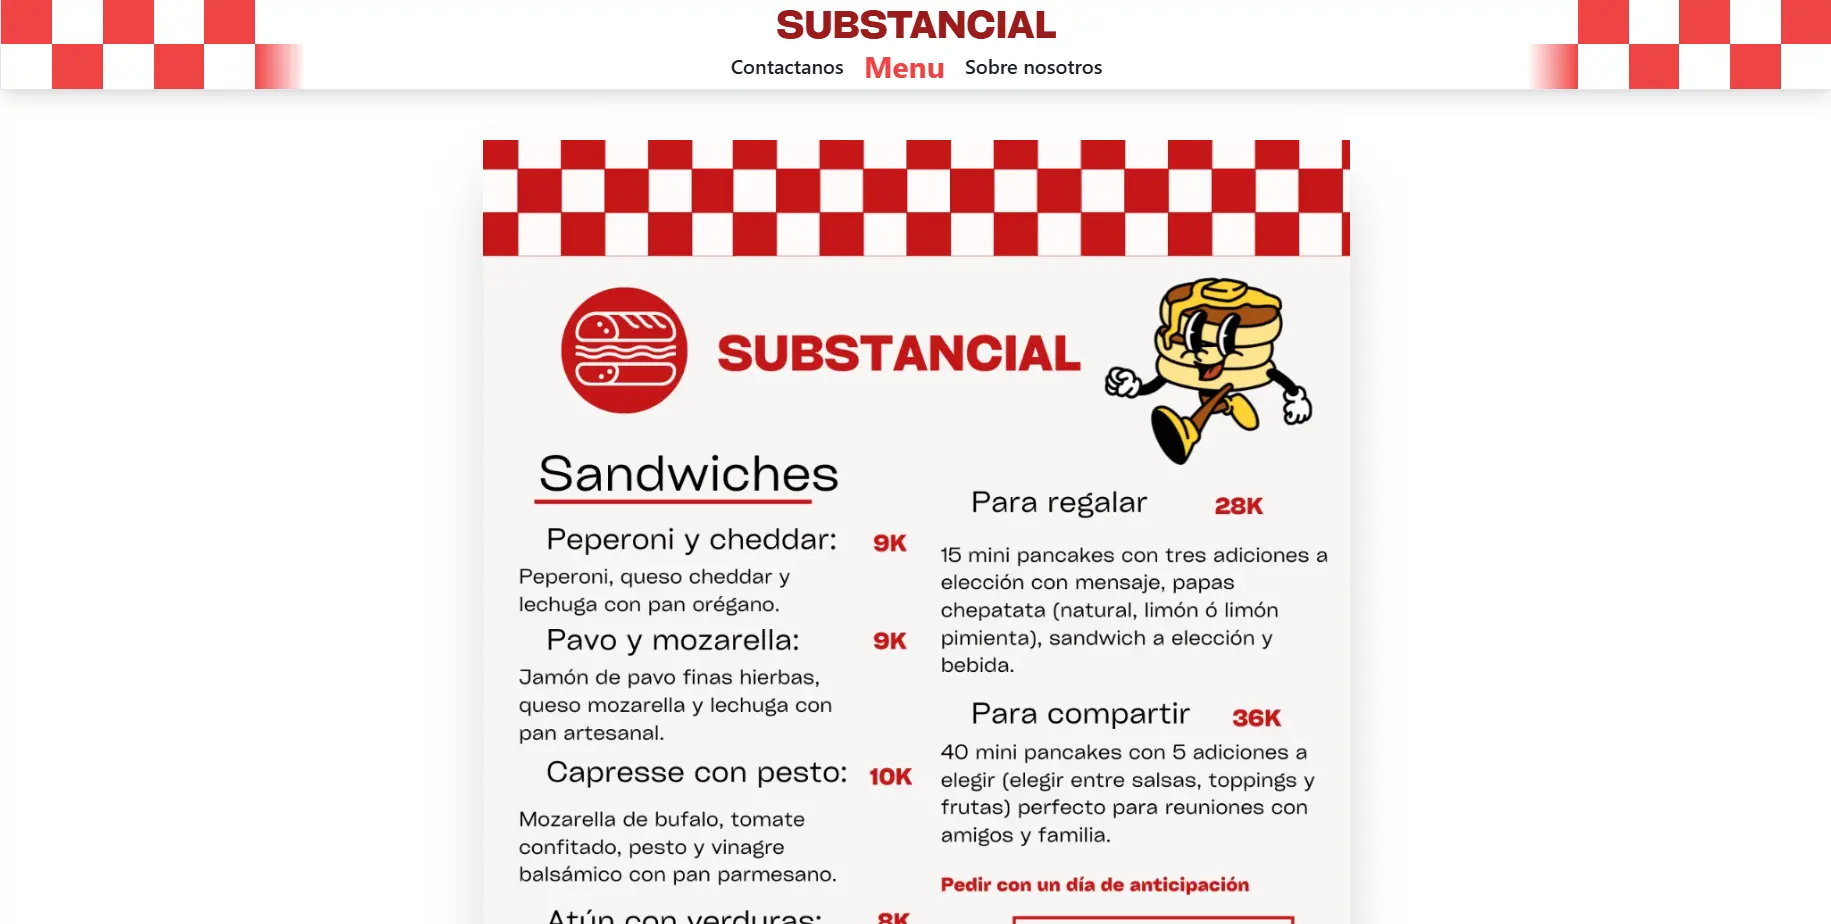 SUBSTANCIAL
Contactanos Menu Sobre nosotros
SUBSTANCIAL
Sandwiches
Peperoni y cheddar: 9K
Peperoni, queso cheddar y
lechuga con pan orégano.
Pavo y mozarella: 9K
Jamón de pavo finas hierbas,
queso mozarella y lechuga con
pan artesanal.
Capresse con pesto: 10K
Mozarella de bufalo, tomate
confitado, pesto y vinagre
balsámico con pan parmesano.
Atún con verduras: 8K
Para regalar 28K
15 mini pancakes con tres adiciones a
elección con mensaje, papas
chepatata (natural, limón ó limón
pimienta), sandwich a elección y
bebida.
Para compartir 36K
40 mini pancakes con 5 adiciones a
elegir (elegir entre salsas, toppings y
frutas) perfecto para reuniones con
amigos y familia.
Pedir con un día de anticipación